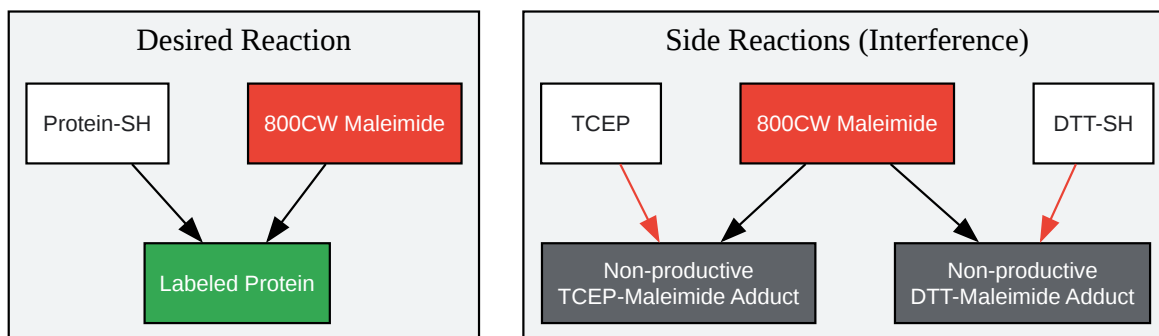 Desired Reaction
Protein-SH
800CW Maleimide
Labeled Protein
Side Reactions (Interference)
TCEP
800CW Maleimide
DTT-SH
Non-productive
TCEP-Maleimide Adduct
Non-productive
DTT-Maleimide Adduct